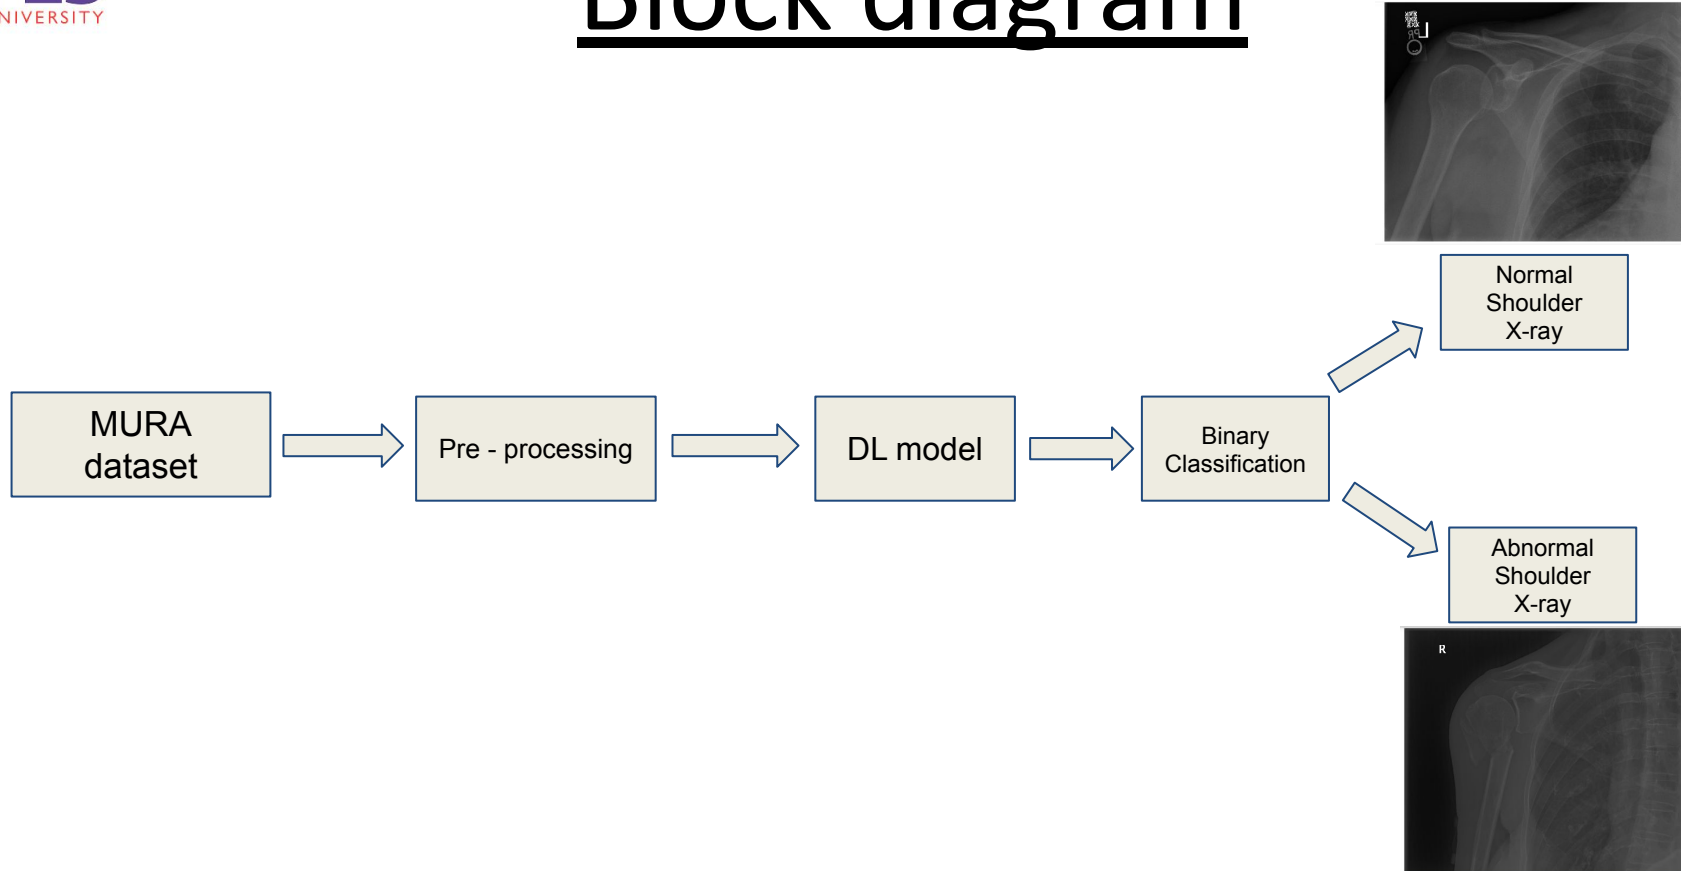 NIVERSITY
Block diagram
Normal
Shoulder
X-ray
MURA
dataset
Pre - processing
DL model
Binary
Classification
Abnormal
Shoulder
X-ray
R